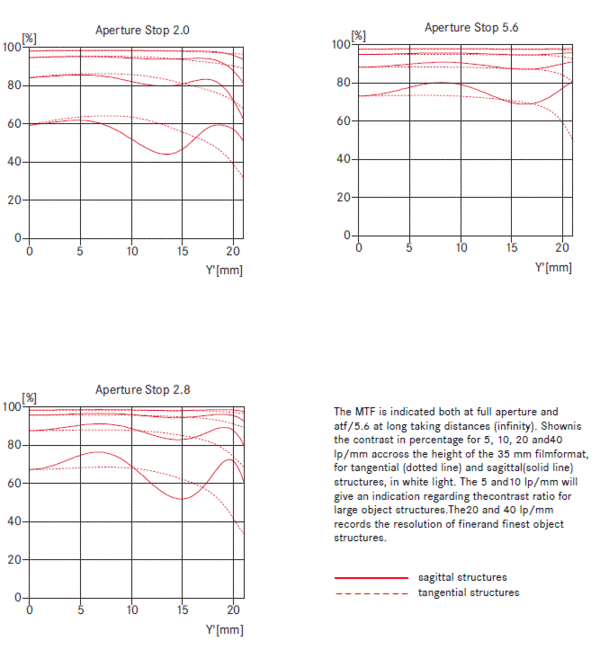 Aperture Stop 2.0
[%]
100
80
60
40
20
0
0 5 10 15 20
Y'[mm]
Aperture Stop 5.6
[%]
100
80
60
40
20
0
0 5 10 15 20
Y'[mm]
Aperture Stop 2.8
[%]
100
80
60
40
20
0
0 5 10 15 20
Y'[mm]
The MTF is indicated both at full aperture and
atf/5.6 at long taking distances (infinity). Shownis
the contrast in percentage for 5, 10, 20 and40
lp/mm accross the height of the 35 mm filmformat,
for tangential (dotted line) and sagittal(solid line)
structures, in white light. The 5 and10 lp/mm will
give an indication regarding thecontrast ratio for
large object structures.The20 and 40 lp/mm
records the resolution of finerand finest object
structures.
sagittal structures
tangential structures